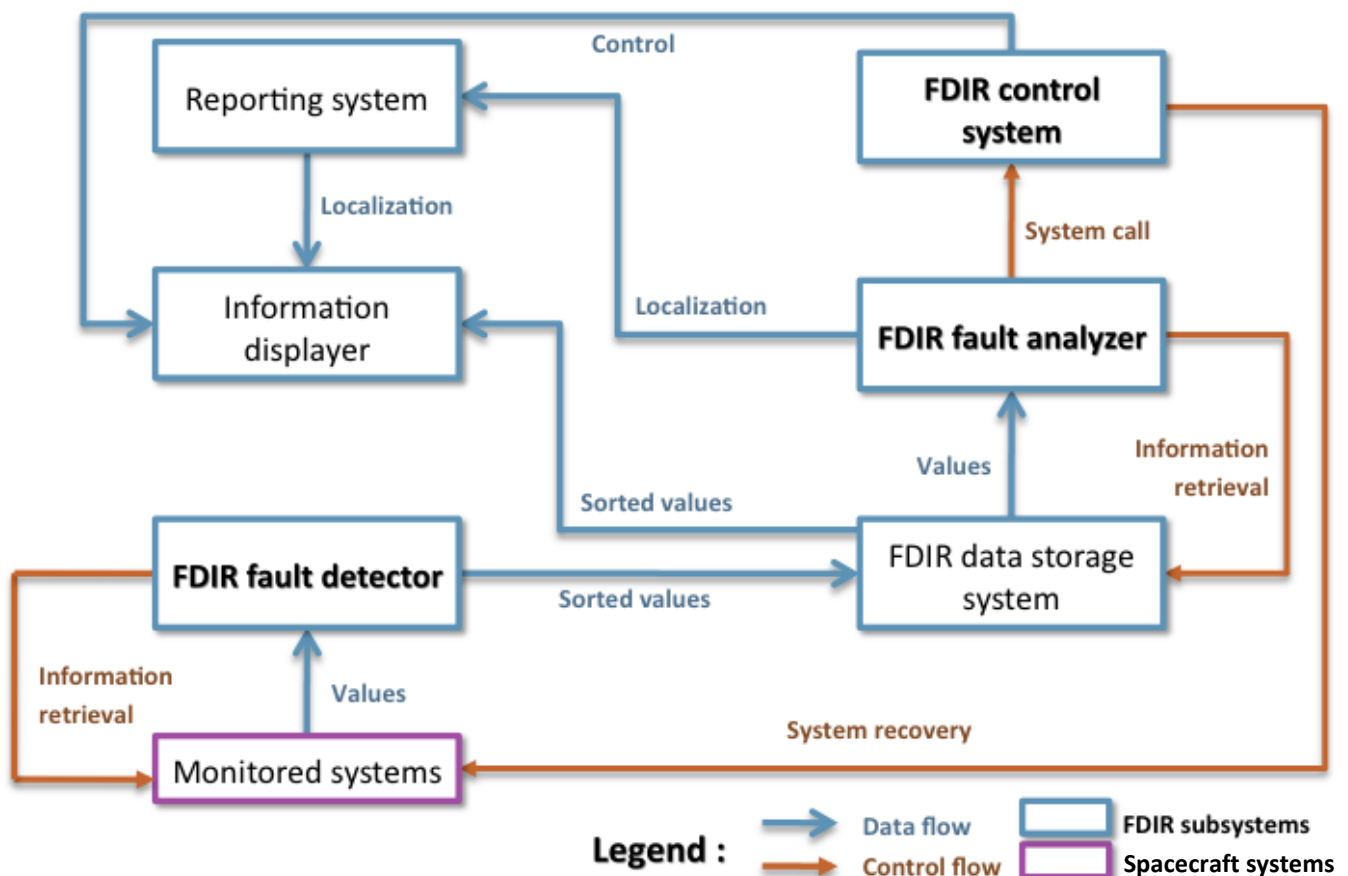 Control
Reporting system
FDIR control
system
Localization
System call
Information
displayer
Localization
FDIR fault analyzer
Values
Information
retrieval
Sorted values
FDIR fault detector
Sorted values
FDIR data storage
system
Information
retrieval
Values
System recovery
Monitored systems
Legend :
Data flow
FDIR subsystems
Control flow
Spacecraft systems